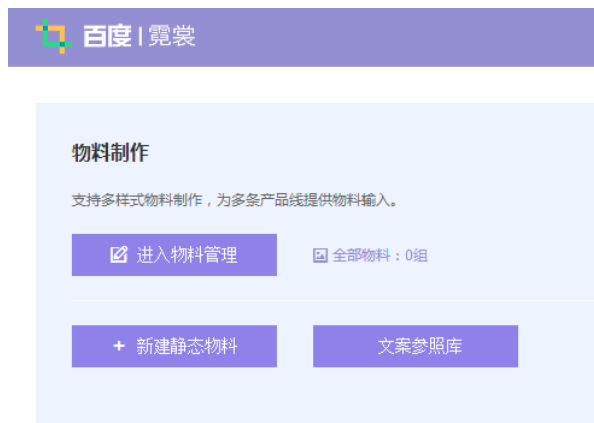 百度 | 霓裳
物料制作
支持多样式物料制作，为多条产品线提供物料输入。
进入物料管理 全部物料：0组
+ 新建静态物料 文案参照库